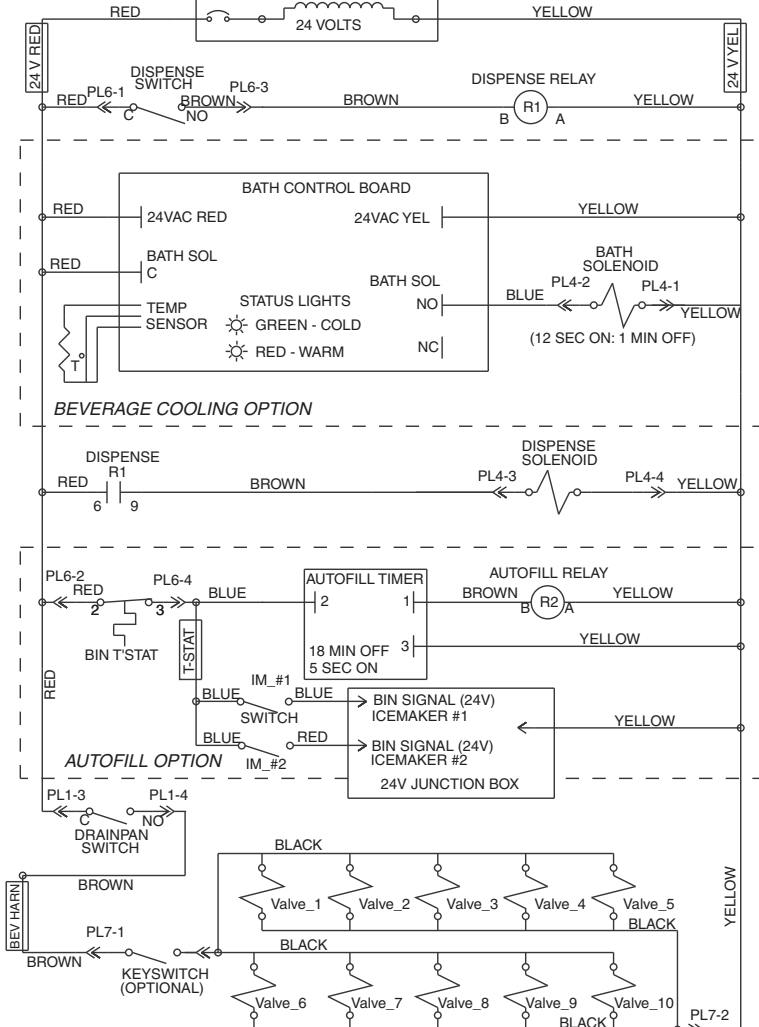 RED
YELLOW
24 VOLTS
24 V RED
24 V YEL
DISPENSE
SWITCH
PL6-1
PL6-3
DISPENSE RELAY
RED
BROWN
BROWN
R1
YELLOW
C
NO
B
A
BATH CONTROL BOARD
RED
24VAC RED
24VAC YEL
YELLOW
RED
BATH SOL
C
BATH
SOLENOID
BATH SOL
NO
BLUE
PL4-2
PL4-1
YELLOW
TEMP
SENSOR
STATUS LIGHTS
GREEN - COLD
RED - WARM
NC
(12 SEC ON: 1 MIN OFF)
T°
BEVERAGE COOLING OPTION
DISPENSE
R1
RED
6
9
BROWN
DISPENSE
SOLENOID
PL4-3
PL4-4
YELLOW
PL6-2
RED
PL6-4
2
3
BLUE
BIN T'STAT
AUTOFILL TIMER
2
1
18 MIN OFF
5 SEC ON
3
AUTOFILL RELAY
BROWN
B
R2
A
YELLOW
YELLOW
T-STAT
RED
IM_#1
BLUE
BLUE
SWITCH
BIN SIGNAL (24V)
ICEMAKER #1
YELLOW
BLUE
RED
IM_#2
BIN SIGNAL (24V)
ICEMAKER #2
24V JUNCTION BOX
AUTOFILL OPTION
PL1-3
PL1-4
C
NO
DRAINPAN
SWITCH
BROWN
BEV HARN
BLACK
Valve_1
Valve_2
Valve_3
Valve_4
Valve_5
BLACK
YELLOW
PL7-1
BROWN
KEYSWITCH
(OPTIONAL)
BLACK
Valve_6
Valve_7
Valve_8
Valve_9
Valve_10
BLACK
PL7-2